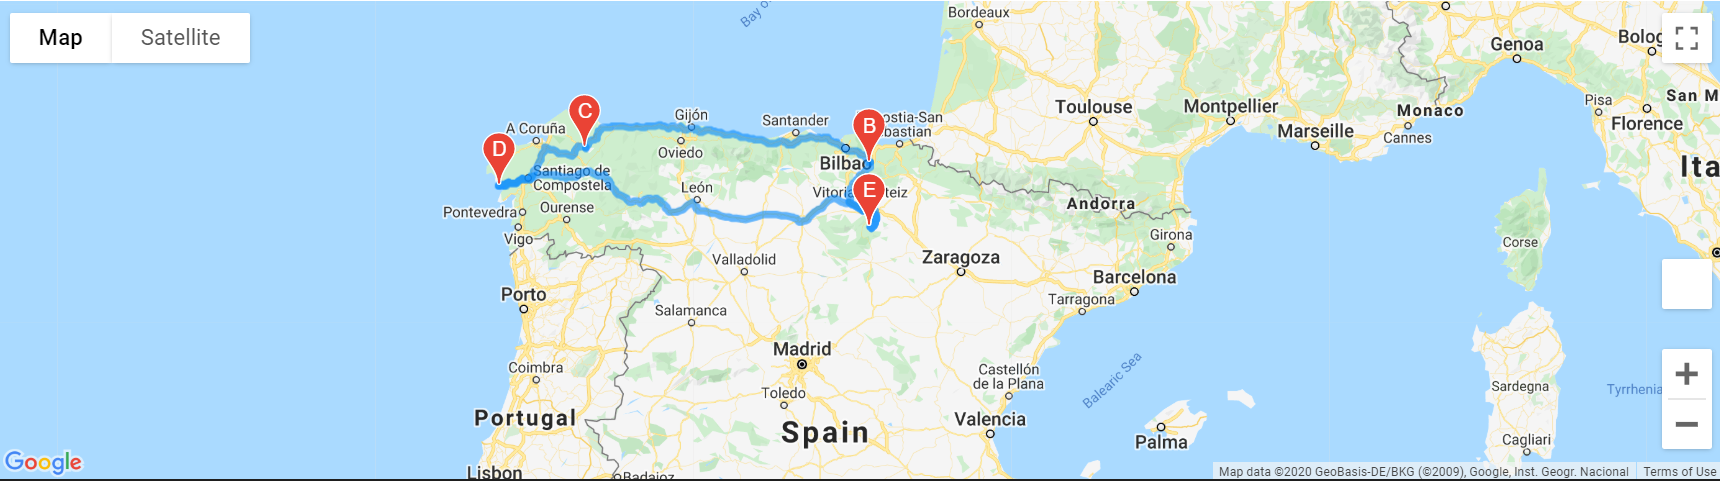 Map
Satellite
Bay o
Bordeaux
Genoa
Bolog
Toulouse
Montpellier
Marseille
Monaco
Cannes
Pisa
San M
Florence
Ita
C
Gijón
Santander
B
ostia-San
ebastian
A Coruña
D
Oviedo
Bilbao
Santiago de
Compostela
León
Vitoria
E
teiz
Andorra
Pontevedra
Ourense
Vigo
Girona
Corse
Valladolid
Zaragoza
Barcelona
Porto
Tarragona
Salamanca
Madrid
Coimbra
Toledo
Castellón
de la Plana
Balearic Sea
Sardegna
Tyrrhenia
Portugal
Spain
Valencia
Palma
Cagliari
Google
Lisbon
Badajoz
Map data ©2020 GeoBasis-DE/BKG (©2009), Google, Inst. Geogr. Nacional
Terms of Use